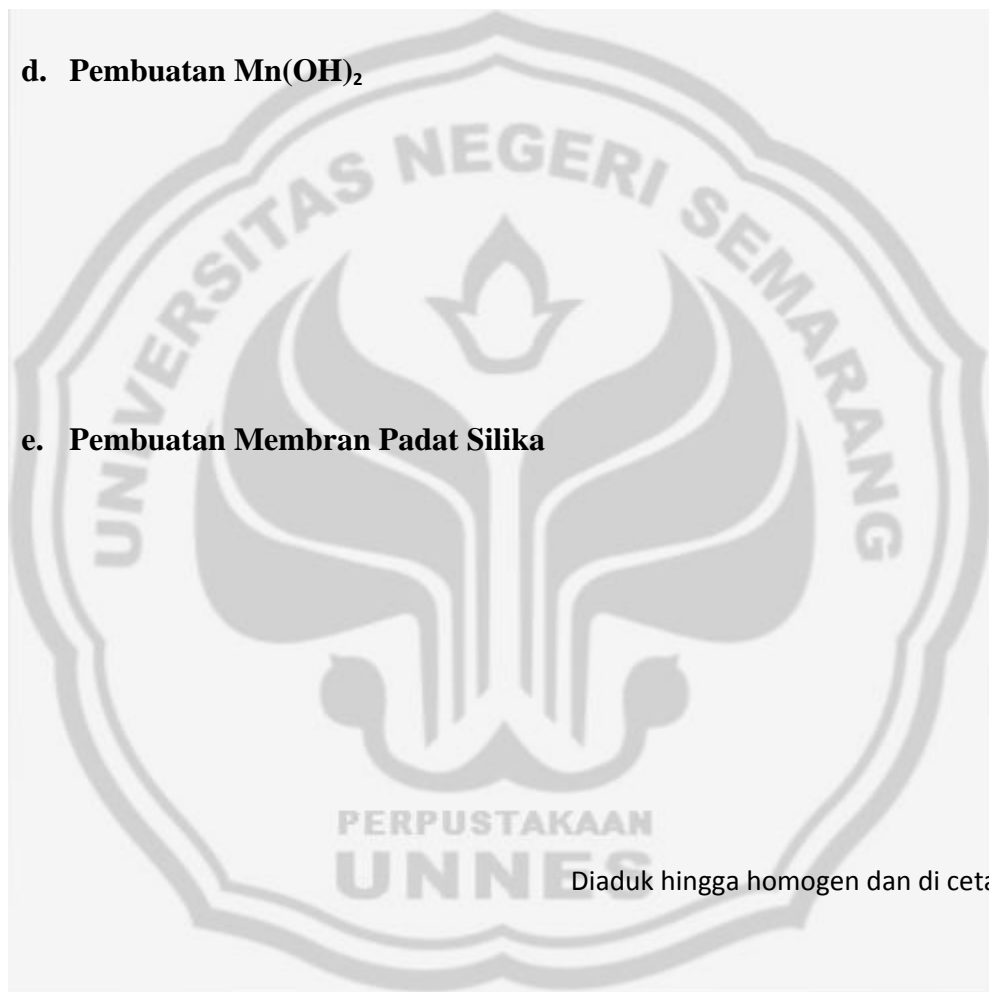 d. Pembuatan Mn(OH)₂
UNIVERSITAS NEGERI SEMARANG
e. Pembuatan Membran Padat Silika
PERPUSTAKAAN
UNNES
Diaduk hingga homogen dan di ceta